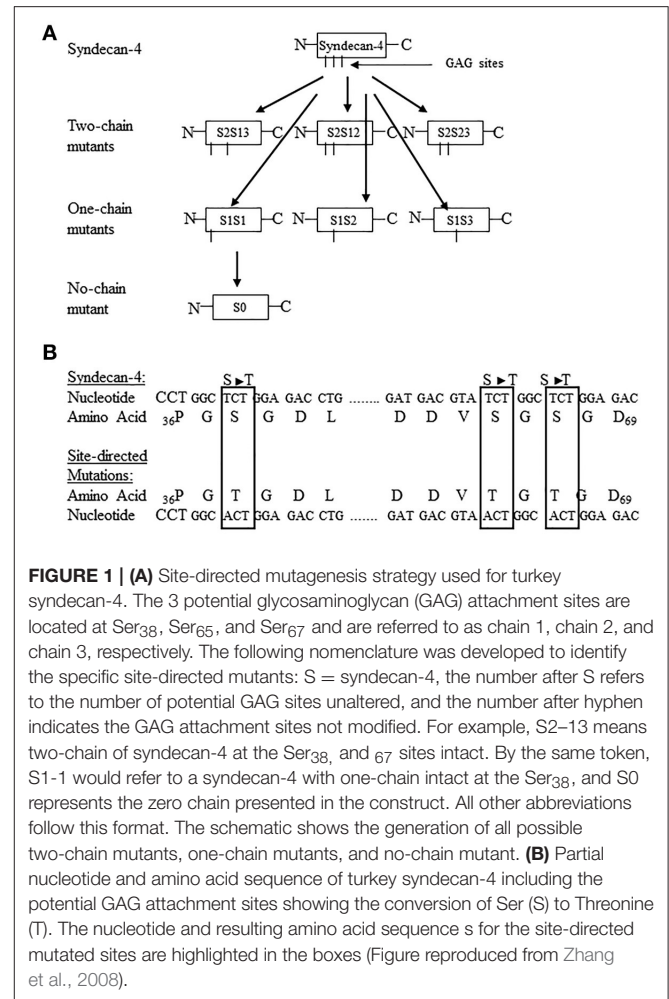 A
Syndecan-4 N Syndecan-4 C
GAG sites
Two-chain mutants N S2S13 C N S2S12 C N S2S23 C
One-chain mutants N S1S1 C N S1S2 C N S1S3 C
No-chain mutant N S0 C
B
Syndecan-4: S►T S►T S►T
Nucleotide CCT GGC TCT GGA GAC CTG ........ GAT GAC GTA TCT GGC TCT GGA GAC
Amino Acid 36P G S G D L D D V S G S G D69
Site-directed
Mutations:
Amino Acid 36P G T G D L D D V T G T G D69
Nucleotide CCT GGC ACT GGA GAC CTG ........ GAT GAC GTA ACT GGC ACT GGA GAC
FIGURE 1 | (A) Site-directed mutagenesis strategy used for turkey
syndecan-4. The 3 potential glycosaminoglycan (GAG) attachment sites are
located at Ser38, Ser65, and Ser67 and are referred to as chain 1, chain 2, and
chain 3, respectively. The following nomenclature was developed to identify
the specific site-directed mutants: S = syndecan-4, the number after S refers
to the number of potential GAG sites unaltered, and the number after hyphen
indicates the GAG attachment sites not modified. For example, S2–13 means
two-chain of syndecan-4 at the Ser38, and 67 sites intact. By the same token,
S1-1 would refer to a syndecan-4 with one-chain intact at the Ser38, and S0
represents the zero chain presented in the construct. All other abbreviations
follow this format. The schematic shows the generation of all possible
two-chain mutants, one-chain mutants, and no-chain mutant. (B) Partial
nucleotide and amino acid sequence of turkey syndecan-4 including the
potential GAG attachment sites showing the conversion of Ser (S) to Threonine
(T). The nucleotide and resulting amino acid sequence s for the site-directed
mutated sites are highlighted in the boxes (Figure reproduced from Zhang
et al., 2008).